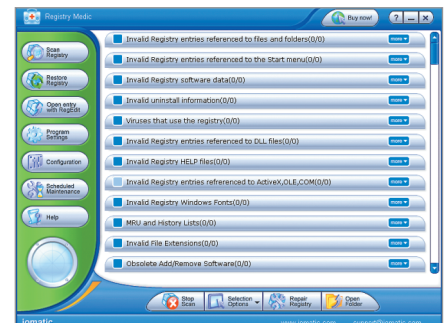 Registry Medic
Buy now!
Scan
Registry
Restore
Registry
Open entry
with RegEdit
Program
Settings
Configuration
Scheduled
Maintenance
Help
Invalid Registry entries referenced to files and folders(0/0) more
Invalid Registry entries referenced to the Start menu(0/0) more
Invalid Registry software data(0/0) more
Invalid uninstall information(0/0) more
Viruses that use the registry(0/0) more
Invalid Registry entries referenced to DLL files(0/0) more
Invalid Registry HELP files(0/0) more
Invalid Registry entries referenced to ActiveX,OLE,COM(0/0) more
Invalid Registry Windows Fonts(0/0) more
MRU and History Lists(0/0) more
Invalid File Extensions(0/0) more
Obsolete Add/Remove Software(0/0) more
Stop
Scan
Selection
Options
Repair
Registry
Open
Folder
iomatic
www.iomatic.com
support@iomatic.com